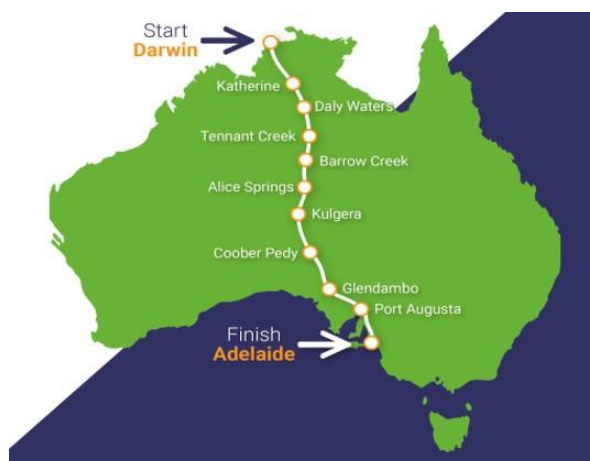 Start
Darwin
Katherine
Daly Waters
Tennant Creek
Barrow Creek
Alice Springs
Kulgera
Coober Pedy
Glendambo
Port Augusta
Finish
Adelaide